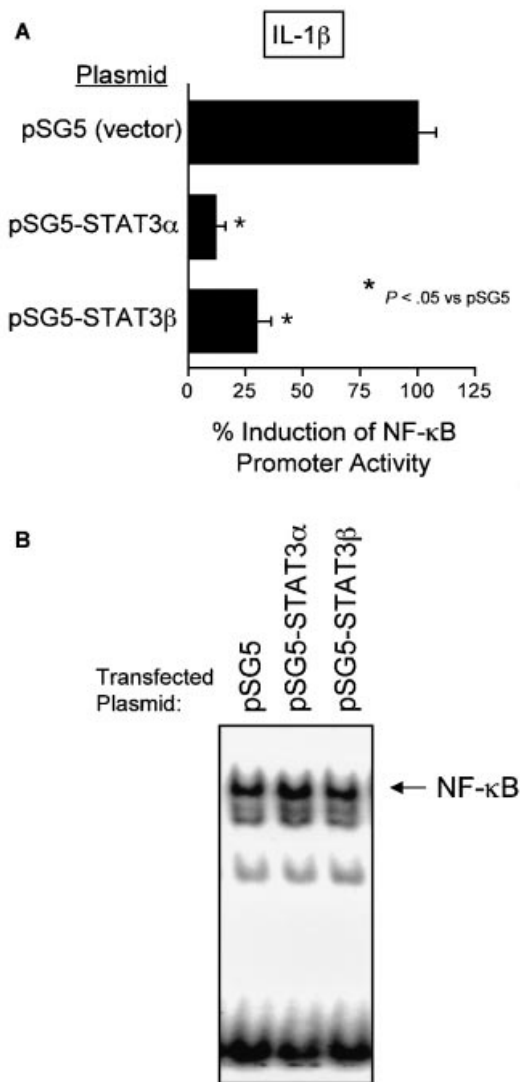 A
IL-1β
Plasmid
pSG5 (vector)
pSG5-STAT3α
*
* P < .05 vs pSG5
pSG5-STAT3β
*
0 25 50 75 100 125
% Induction of NF-κB
Promoter Activity
B
Transfected
Plasmid:
pSG5
pSG5-STAT3α
pSG5-STAT3β
NF-κB